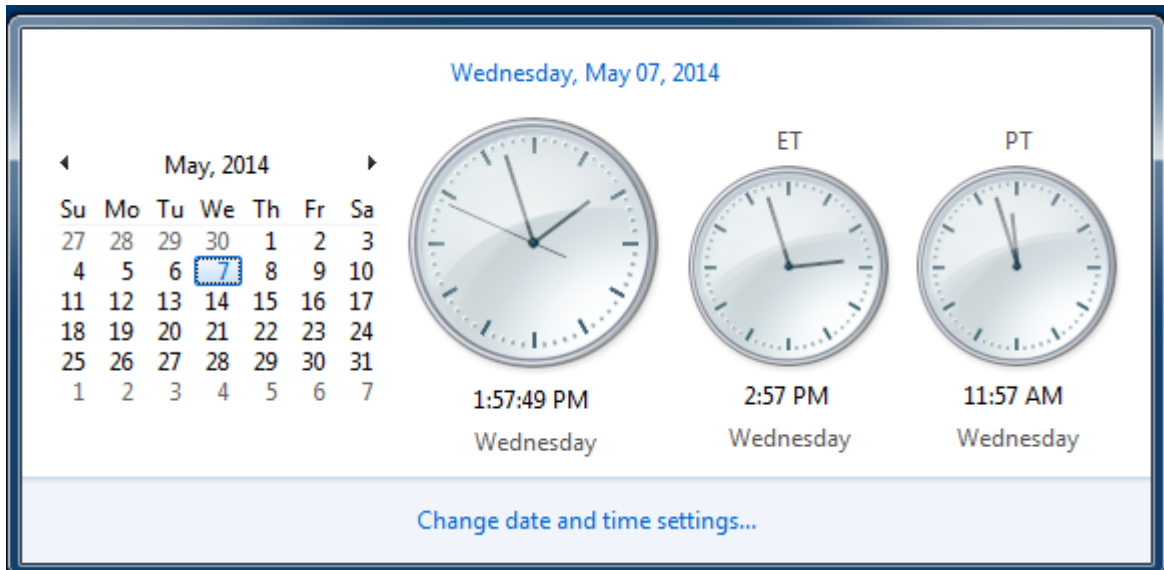 Wednesday, May 07, 2014
May, 2014
Su Mo Tu We Th Fr Sa
27 28 29 30 1 2 3
4 5 6 7 8 9 10
11 12 13 14 15 16 17
18 19 20 21 22 23 24
25 26 27 28 29 30 31
1 2 3 4 5 6 7
1:57:49 PM
Wednesday
ET
2:57 PM
Wednesday
PT
11:57 AM
Wednesday
Change date and time settings...